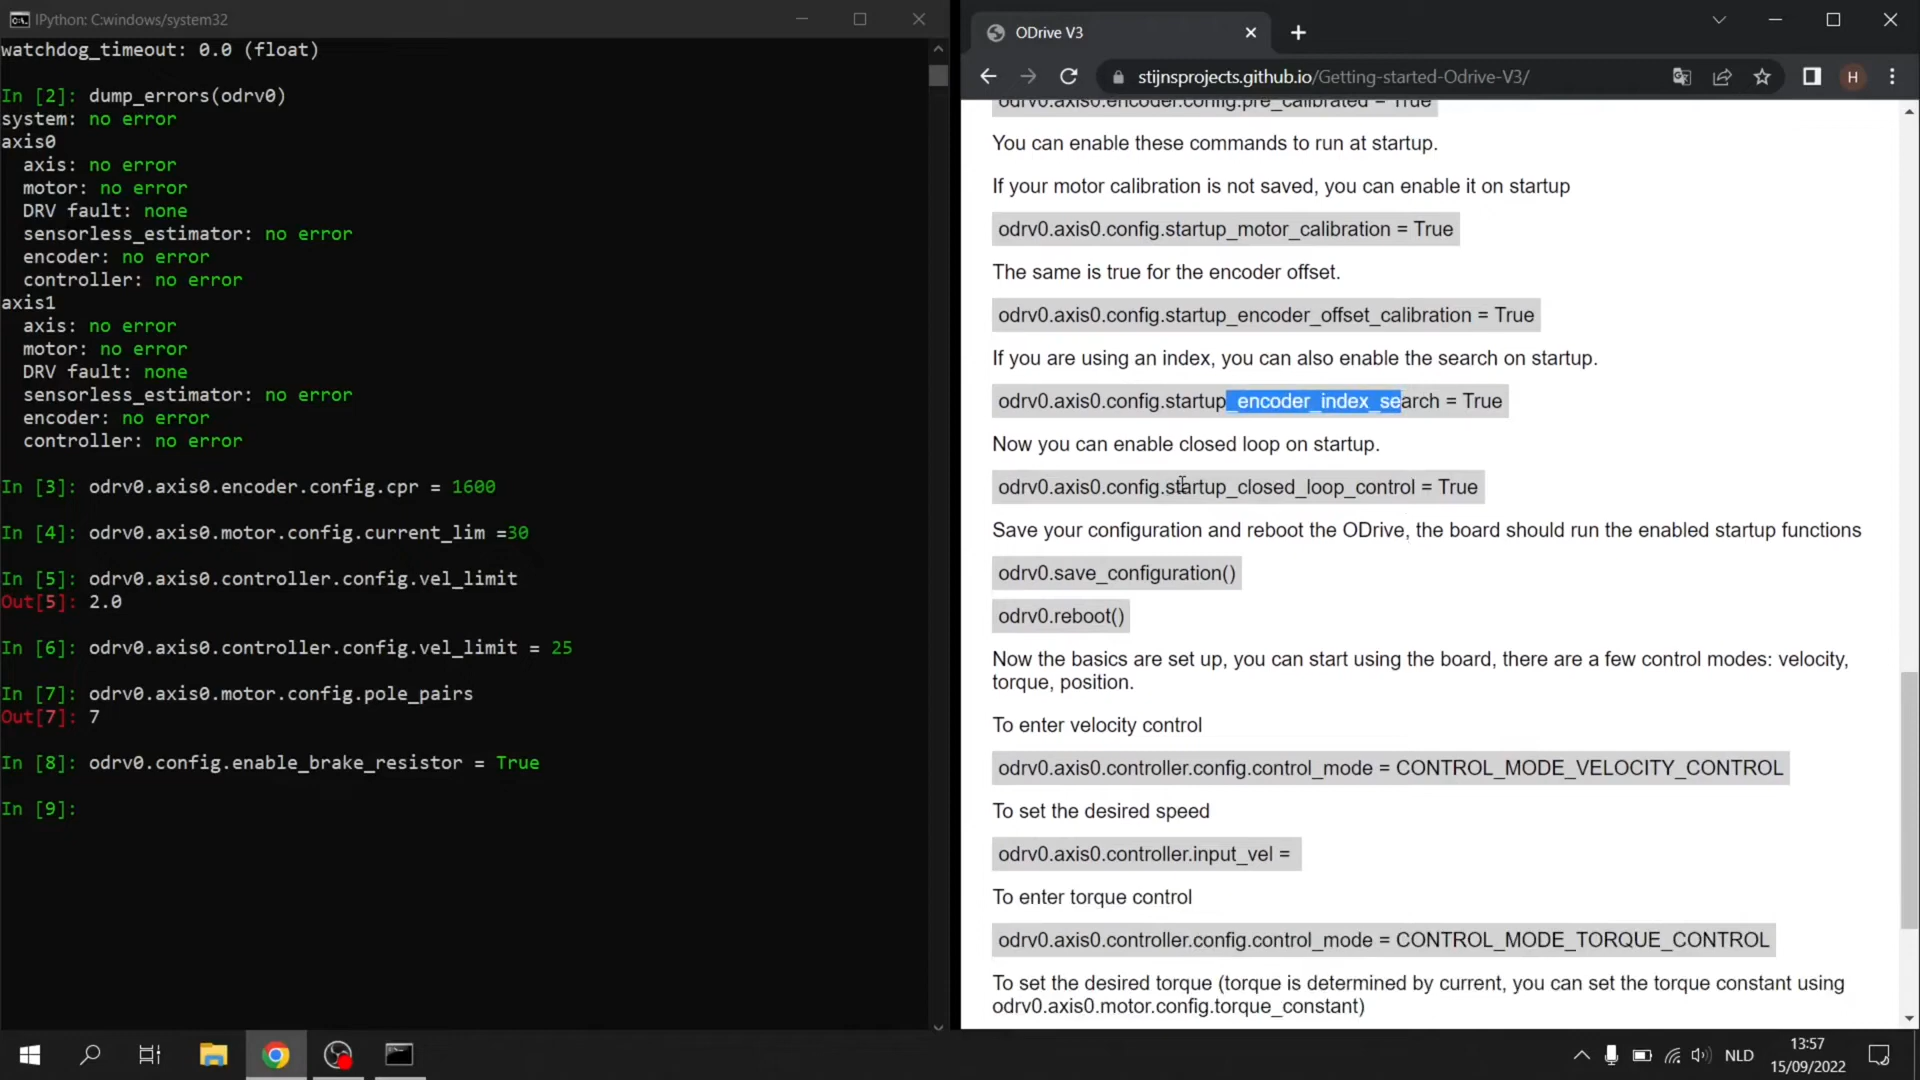 IPython: C:windows/system32
watchdog_timeout: 0.0 (float)
In [2]: dump_errors(odrv0)
system: no error
axis0
axis: no error
motor: no error
DRV fault: none
sensorless_estimator: no error
encoder: no error
controller: no error
axis1
axis: no error
motor: no error
DRV fault: none
sensorless_estimator: no error
encoder: no error
controller: no error
In [3]: odrv0.axis0.encoder.config.cpr = 1600
In [4]: odrv0.axis0.motor.config.current_lim =30
In [5]: odrv0.axis0.controller.config.vel_limit
Out[5]: 2.0
In [6]: odrv0.axis0.controller.config.vel_limit = 25
In [7]: odrv0.axis0.motor.config.pole_pairs
Out[7]: 7
In [8]: odrv0.config.enable_brake_resistor = True
In [9]:
ODrive V3
stijnsprojects.github.io/Getting-started-Odrive-V3/
H
odrv0.axis0.encoder.config.pre_calibrated = True
You can enable these commands to run at startup.
If your motor calibration is not saved, you can enable it on startup
odrv0.axis0.config.startup_motor_calibration = True
The same is true for the encoder offset.
odrv0.axis0.config.startup_encoder_offset_calibration = True
If you are using an index, you can also enable the search on startup.
odrv0.axis0.config.startup_encoder_index_search = True
Now you can enable closed loop on startup.
odrv0.axis0.config.startup_closed_loop_control = True
Save your configuration and reboot the ODrive, the board should run the enabled startup functions
odrv0.save_configuration()
odrv0.reboot()
Now the basics are set up, you can start using the board, there are a few control modes: velocity,
torque, position.
To enter velocity control
odrv0.axis0.controller.config.control_mode = CONTROL_MODE_VELOCITY_CONTROL
To set the desired speed
odrv0.axis0.controller.input_vel =
To enter torque control
odrv0.axis0.controller.config.control_mode = CONTROL_MODE_TORQUE_CONTROL
To set the desired torque (torque is determined by current, you can set the torque constant using
odrv0.axis0.motor.config.torque_constant)
NLD
13:57
15/09/2022